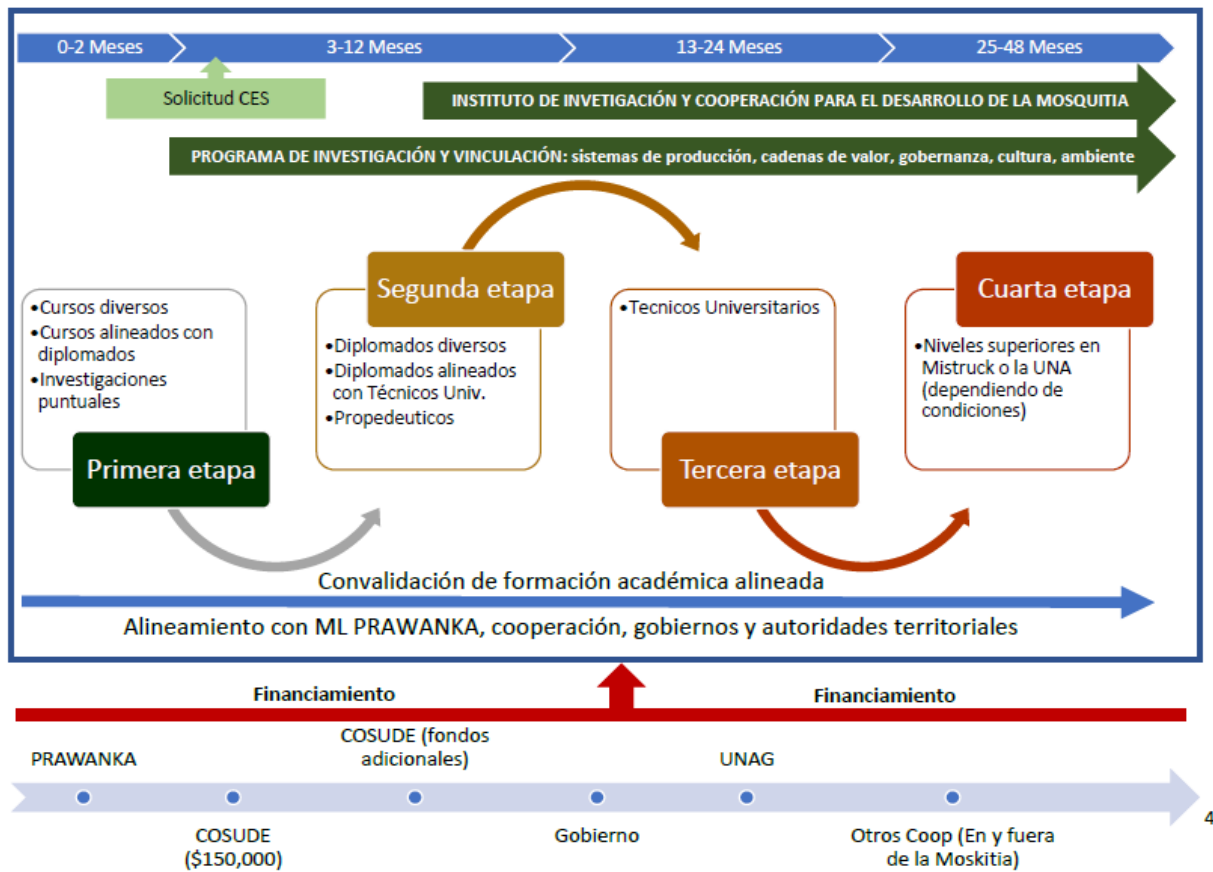 0-2 Meses
3-12 Meses
13-24 Meses
25-48 Meses
Solicitud CES
INSTITUTO DE INVETIGACIÓN Y COOPERACIÓN PARA EL DESARROLLO DE LA MOSQUITIA
PROGRAMA DE INVESTIGACIÓN Y VINCULACIÓN: sistemas de producción, cadenas de valor, gobernanza, cultura, ambiente
•Cursos diversos
•Cursos alineados con
diplomados
•Investigaciones
puntuales
Primera etapa
Segunda etapa
•Diplomados diversos
•Diplomados alineados
con Técnicos Univ.
•Propedeuticos
•Tecnicos Universitarios
Tercera etapa
Cuarta etapa
•Niveles superiores en
Mistruck o la UNA
(dependiendo de
condiciones)
Convalidación de formación académica alineada
Alineamiento con ML PRAWANKA, cooperación, gobiernos y autoridades territoriales
Financiamiento
Financiamiento
PRAWANKA
COSUDE ($150,000)
COSUDE (fondos
adicionales)
Gobierno
UNAG
Otros Coop (En y fuera
de la Moskitia)
4